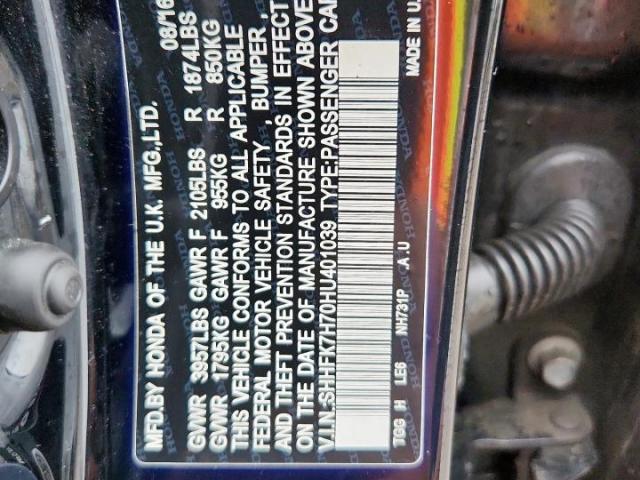 MFD.BY HONDA OF THE U.K. MFG.,LTD. 08/16
GVWR 3957LBS GAWR F 2105LBS R 1874LBS
GVWR 1795KG GAWR F 955KG R 850KG
THIS VEHICLE CONFORMS TO ALL APPLICABLE
FEDERAL MOTOR VEHICLE SAFETY , BUMPER ,
AND THEFT PREVENTION STANDARDS IN EFFECT
ON THE DATE OF MANUFACTURE SHOWN ABOVE
V.I.N.:SHHFK7H70HU401039 TYPE:PASSENGER CAR
MADE IN U.
TGG H LE6 NH731P A U